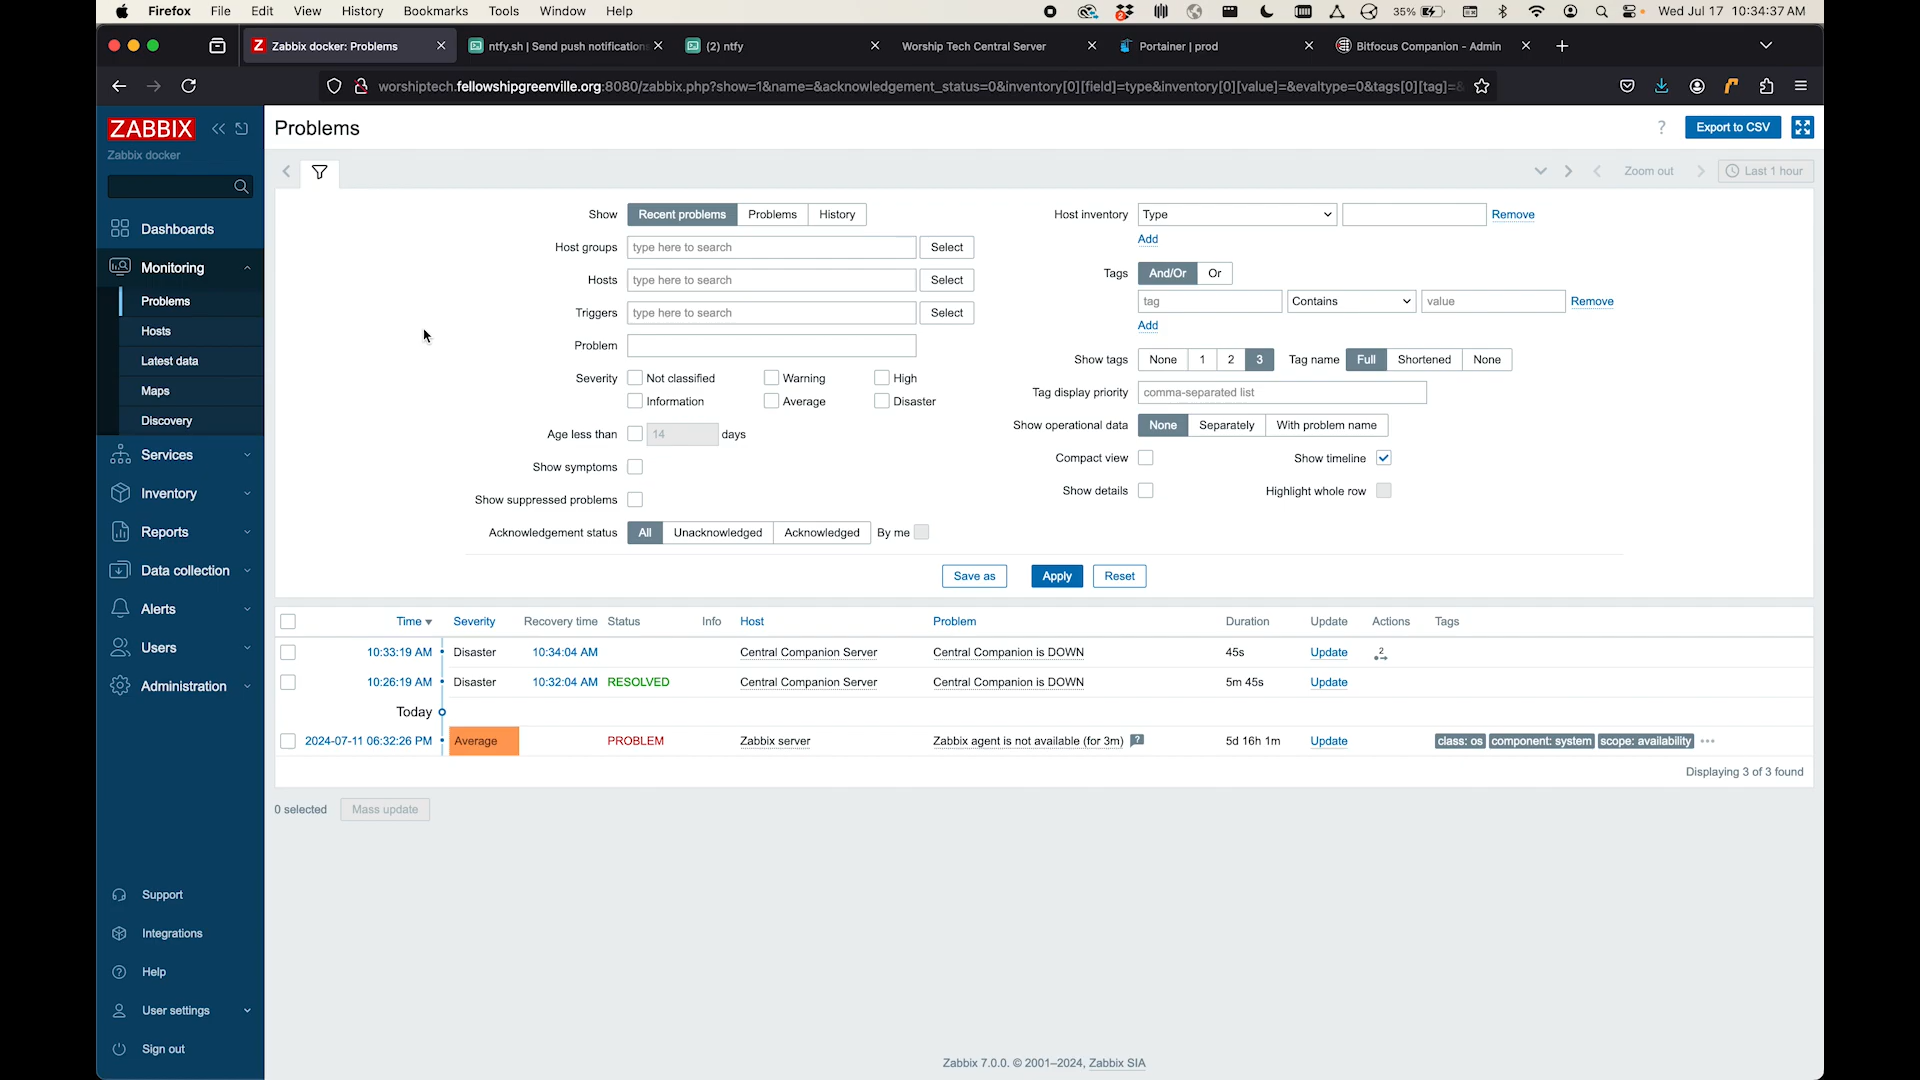 Firefox File Edit View History Bookmarks Tools Window Help 35% Wed Jul 17 10:34:37 AM
Zabbix docker: Problems ntfy.sh | Send push notification (2) ntfy Worship Tech Central Server Portainer | prod Bitfocus Companion - Admin
worshiptech.fellowshipgreenville.org:8080/zabbix.php?show=1&name=&acknowledgement_status=0&inventory[0][field]=type&inventory[0][value]=&evaltype=0&tags[0][tag]=&
ZABBIX
Zabbix docker
Dashboards
Monitoring
Problems
Hosts
Latest data
Maps
Discovery
Services
Inventory
Reports
Data collection
Alerts
Users
Administration
Support
Integrations
Help
User settings
Sign out
Problems
? Export to CSV
Zoom out Last 1 hour
Show Recent problems Problems History
Host groups type here to search Select
Hosts type here to search Select
Triggers type here to search Select
Problem
Severity Not classified Warning High
Information Average Disaster
Age less than 14 days
Show symptoms
Show suppressed problems
Acknowledgement status All Unacknowledged Acknowledged By me
Host inventory Type Remove
Add
Tags And/Or Or
tag Contains value Remove
Add
Show tags None 1 2 3 Tag name Full Shortened None
Tag display priority comma-separated list
Show operational data None Separately With problem name
Compact view Show timeline
Show details Highlight whole row
Save as Apply Reset
Time Severity Recovery time Status Info Host Problem Duration Update Actions Tags
10:33:19 AM Disaster 10:34:04 AM Central Companion Server Central Companion is DOWN 45s Update 2
10:26:19 AM Disaster 10:32:04 AM RESOLVED Central Companion Server Central Companion is DOWN 5m 45s Update
Today
2024-07-11 06:32:26 PM Average PROBLEM Zabbix server Zabbix agent is not available (for 3m) ? 5d 16h 1m Update class: os component: system scope: availability •••
Displaying 3 of 3 found
0 selected Mass update
Zabbix 7.0.0. © 2001–2024, Zabbix SIA